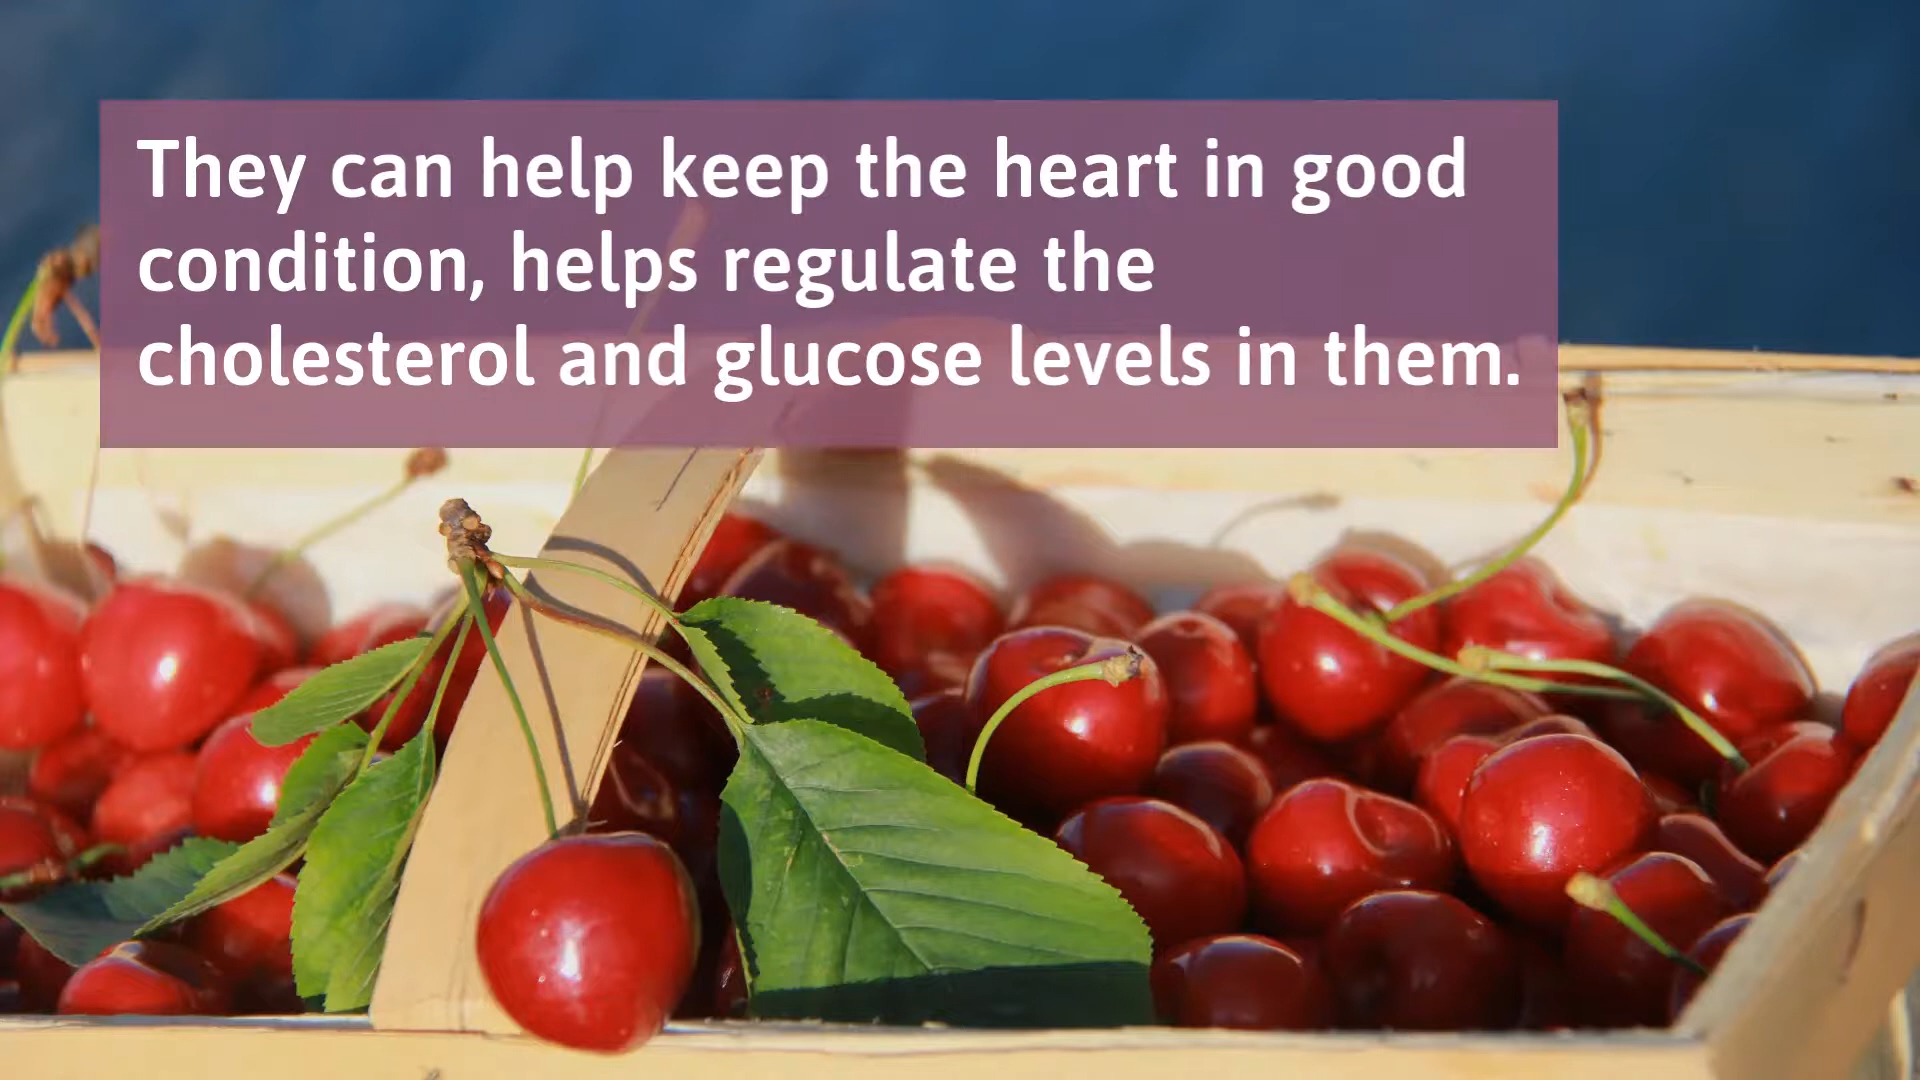 They can help keep the heart in good
condition, helps regulate the
cholesterol and glucose levels in them.